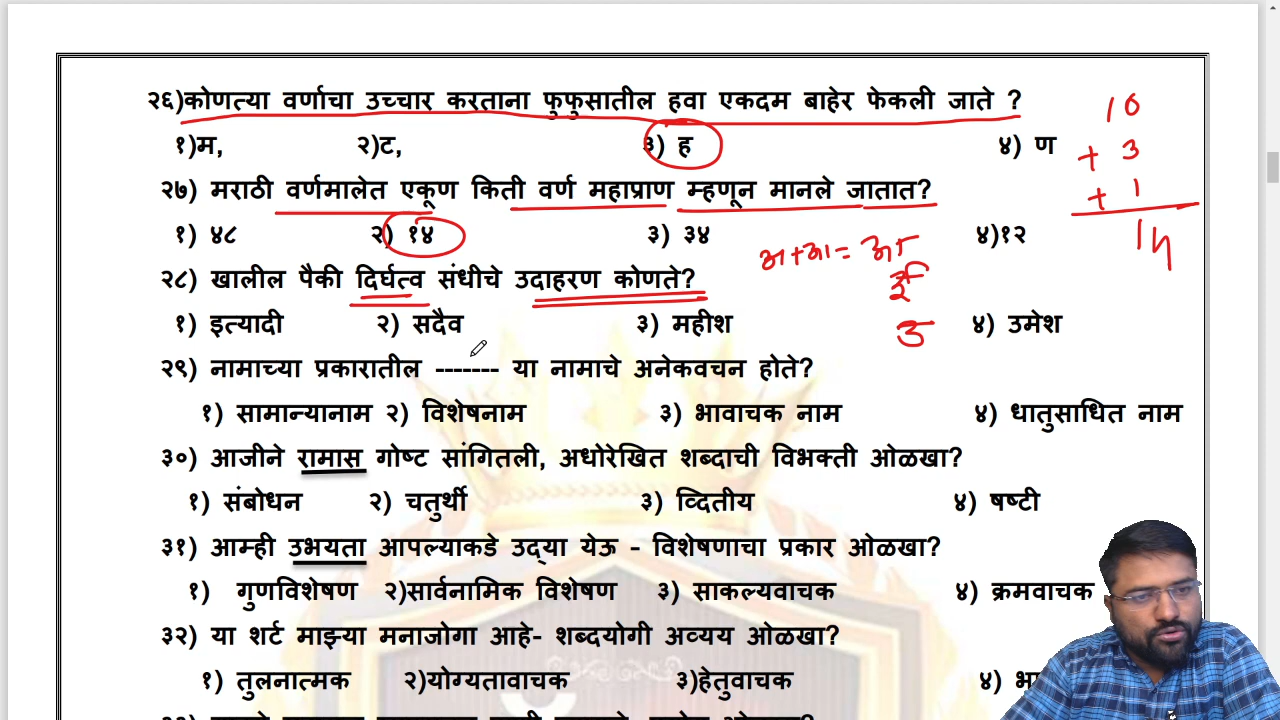 २६)कोणत्या वर्णाचा उच्चार करताना फुफुसातील हवा एकदम बाहेर फेकली जाते ?
१)म, २)ट, ३) ह ४) ण
२७) मराठी वर्णमालेत एकूण किती वर्ण महाप्राण म्हणून मानले जातात?
१) ४८ २) १४ ३) ३४ ४)१२
२८) खालील पैकी दिर्घत्व संधीचे उदाहरण कोणते?
१) इत्यादी २) सदैव ३) महीश ४) उमेश
२९) नामाच्या प्रकारातील ------- या नामाचे अनेकवचन होते?
१) सामान्यानाम २) विशेषनाम ३) भावाचक नाम ४) धातुसाधित नाम
३०) आजीने रामास गोष्ट सांगितली, अधोरेखित शब्दाची विभक्ती ओळखा?
१) संबोधन २) चतुर्थी ३) व्दितीय ४) षष्टी
३१) आम्ही उभयता आपल्याकडे उद्या येऊ - विशेषणाचा प्रकार ओळखा?
१) गुणविशेषण २)सार्वनामिक विशेषण ३) साकल्यवाचक ४) क्रमवाचक
३२) या शर्ट माझ्या मनाजोगा आहे- शब्दयोगी अव्यय ओळखा?
१) तुलनात्मक २)योग्यतावाचक ३)हेतुवाचक ४)
10
+ 3
+ 1
14
अ+आ= आ
ई